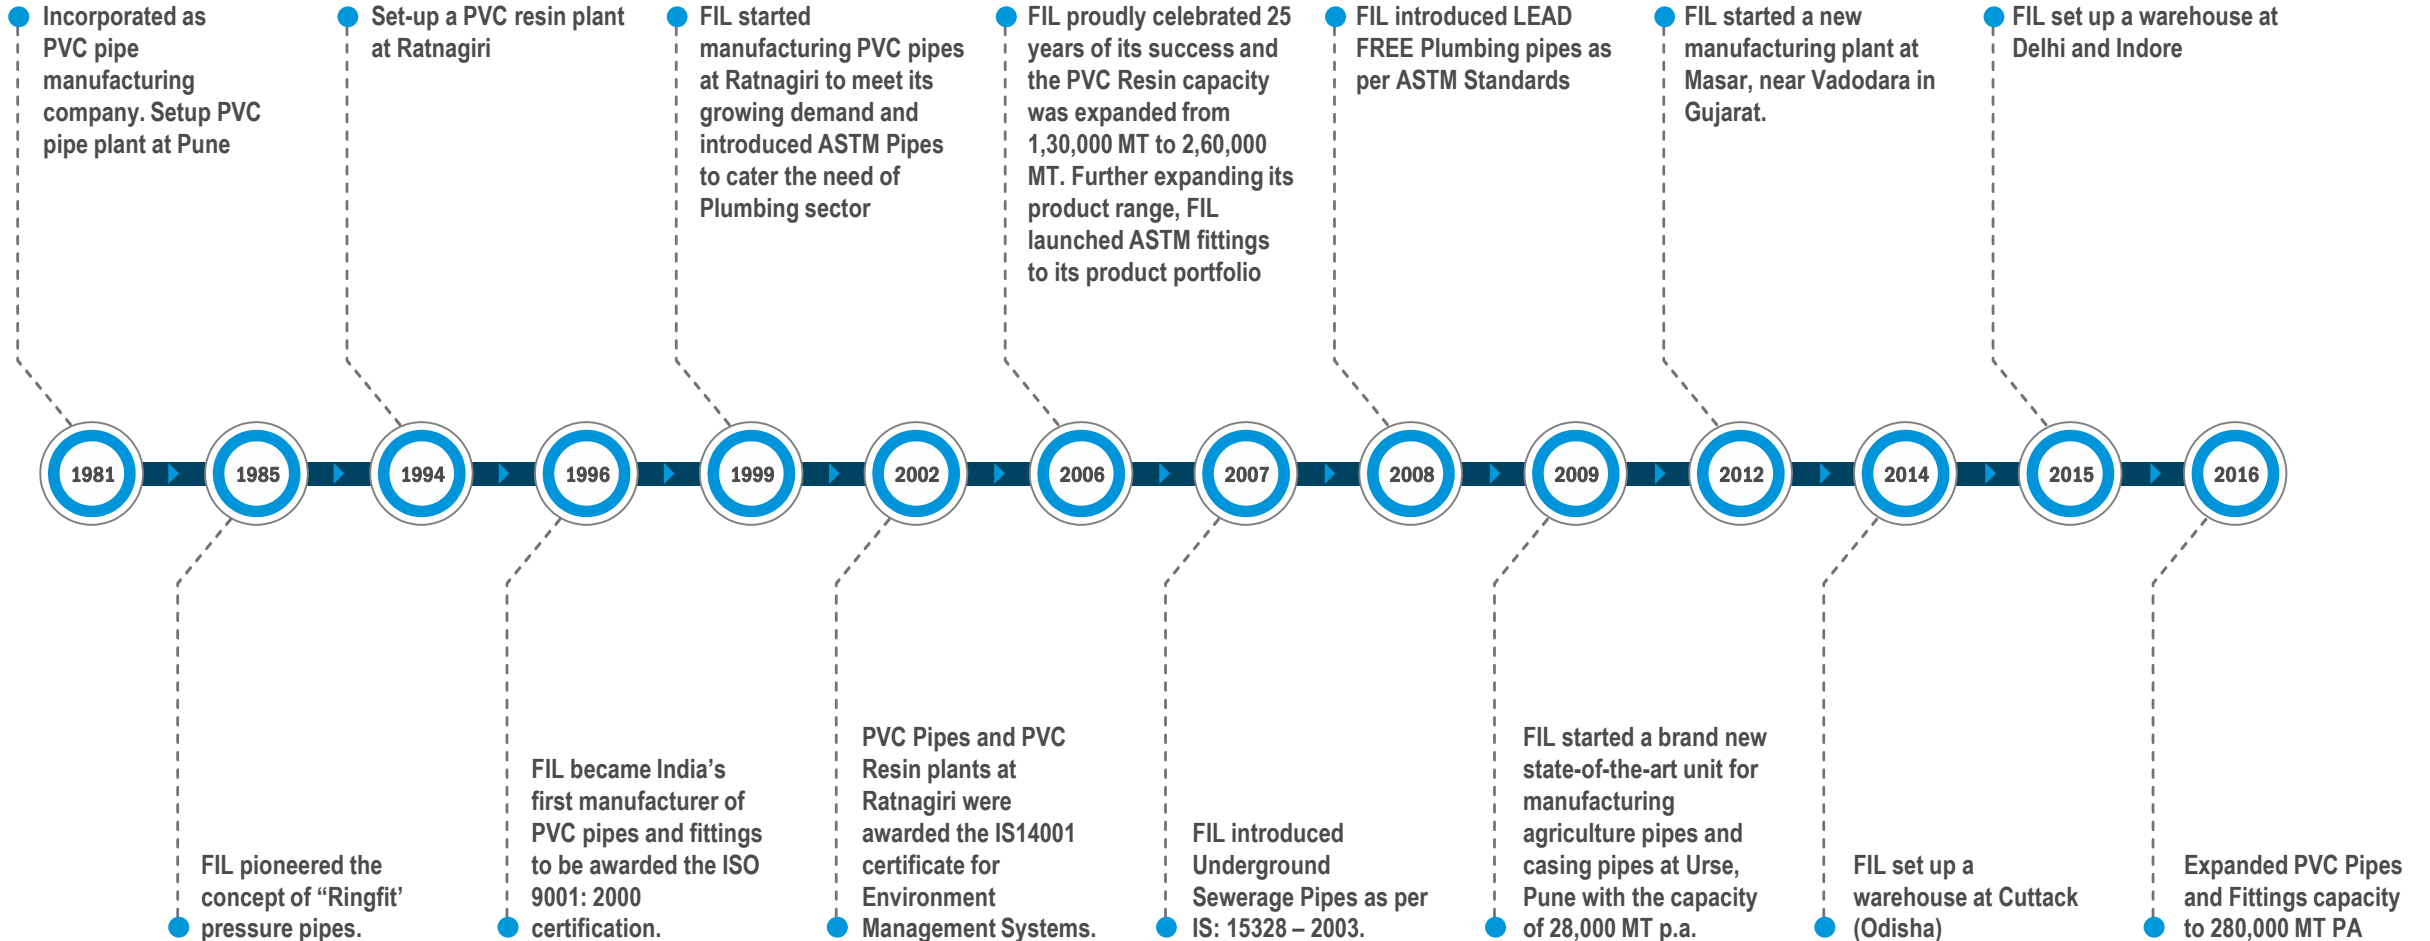 Incorporated as
PVC pipe
manufacturing
company. Setup PVC
pipe plant at Pune
Set-up a PVC resin plant
at Ratnagiri
FIL started
manufacturing PVC pipes
at Ratnagiri to meet its
growing demand and
introduced ASTM Pipes
to cater the need of
Plumbing sector
FIL proudly celebrated 25
years of its success and
the PVC Resin capacity
was expanded from
1,30,000 MT to 2,60,000
MT. Further expanding its
product range, FIL
launched ASTM fittings
to its product portfolio
FIL introduced LEAD
FREE Plumbing pipes as
per ASTM Standards
FIL started a new
manufacturing plant at
Masar, near Vadodara in
Gujarat.
FIL set up a warehouse at
Delhi and Indore
1981
1985
1994
1996
1999
2002
2006
2007
2008
2009
2012
2014
2015
2016
FIL pioneered the
concept of “Ringfit’
pressure pipes.
FIL became India’s
first manufacturer of
PVC pipes and fittings
to be awarded the ISO
9001: 2000
certification.
PVC Pipes and PVC
Resin plants at
Ratnagiri were
awarded the IS14001
certificate for
Environment
Management Systems.
FIL introduced
Underground
Sewerage Pipes as per
IS: 15328 – 2003.
FIL started a brand new
state-of-the-art unit for
manufacturing
agriculture pipes and
casing pipes at Urse,
Pune with the capacity
of 28,000 MT p.a.
FIL set up a
warehouse at Cuttack
(Odisha)
Expanded PVC Pipes
and Fittings capacity
to 280,000 MT PA